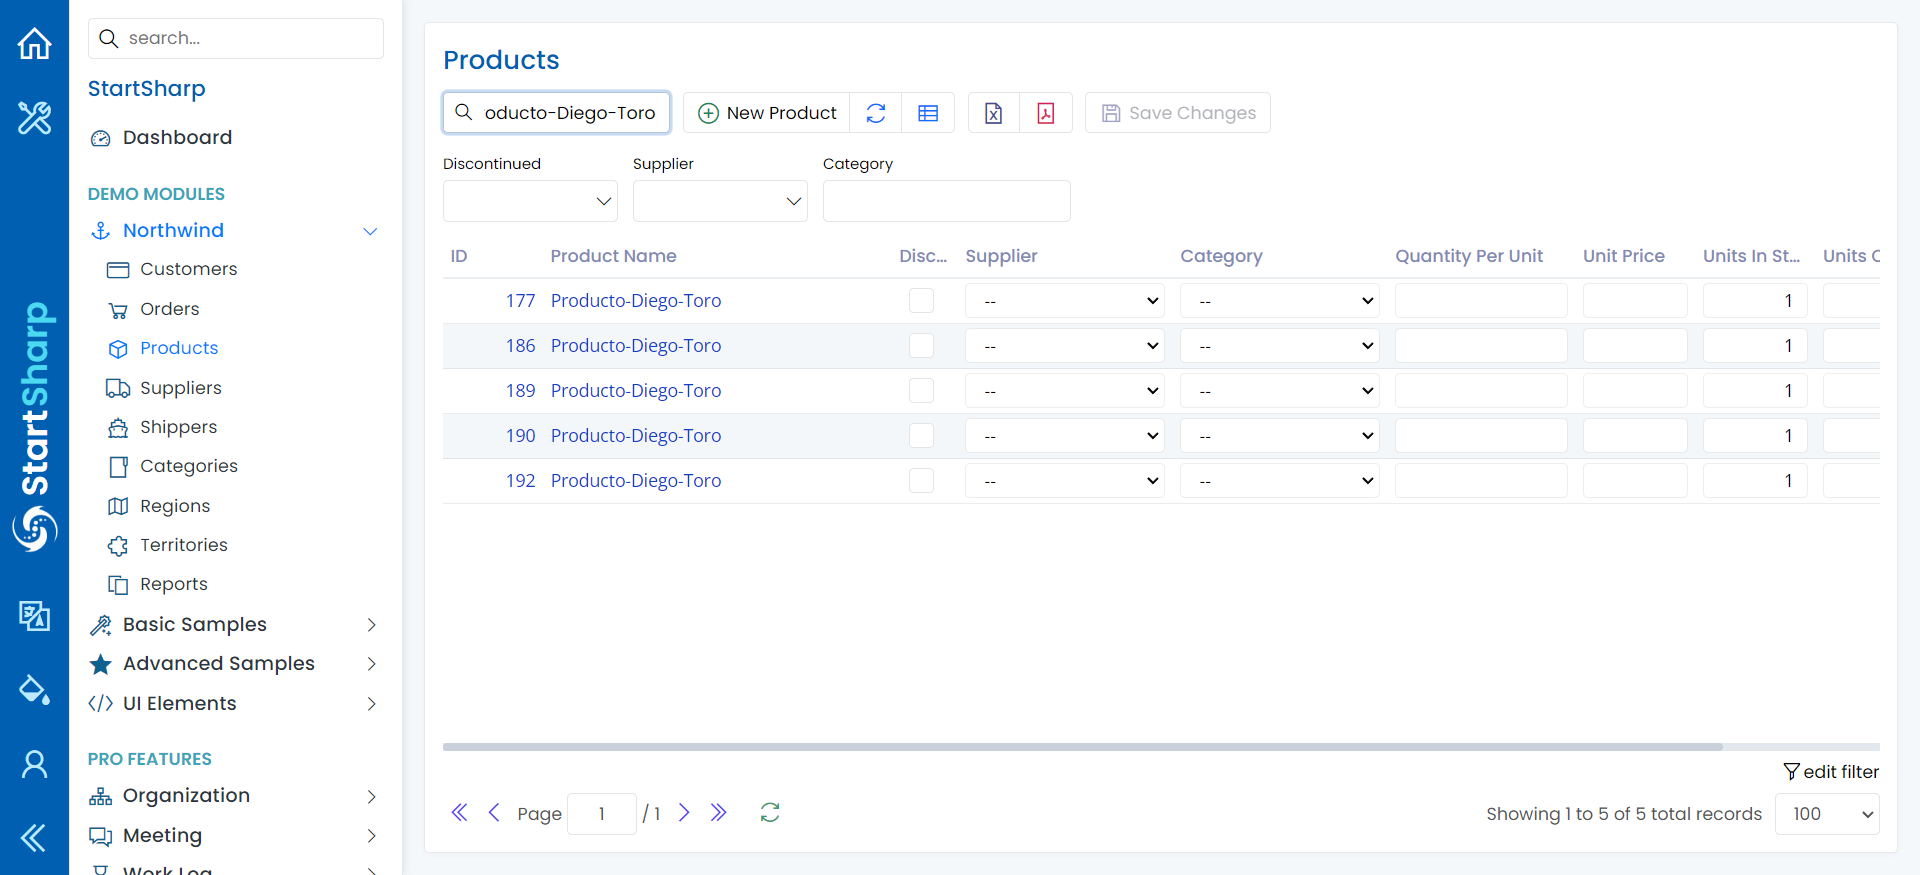 search...
StartSharp
Dashboard
DEMO MODULES
Northwind
Customers
Orders
Products
Suppliers
Shippers
Categories
Regions
Territories
Reports
Basic Samples
Advanced Samples
UI Elements
PRO FEATURES
Organization
Meeting
Work Log
StartSharp
Products
oducto-Diego-Toro
New Product
Save Changes
Discontinued Supplier Category
ID Product Name Disc... Supplier Category Quantity Per Unit Unit Price Units In St... Units
177 Producto-Diego-Toro -- -- 1
186 Producto-Diego-Toro -- -- 1
189 Producto-Diego-Toro -- -- 1
190 Producto-Diego-Toro -- -- 1
192 Producto-Diego-Toro -- -- 1
edit filter
Page 1 / 1
Showing 1 to 5 of 5 total records 100